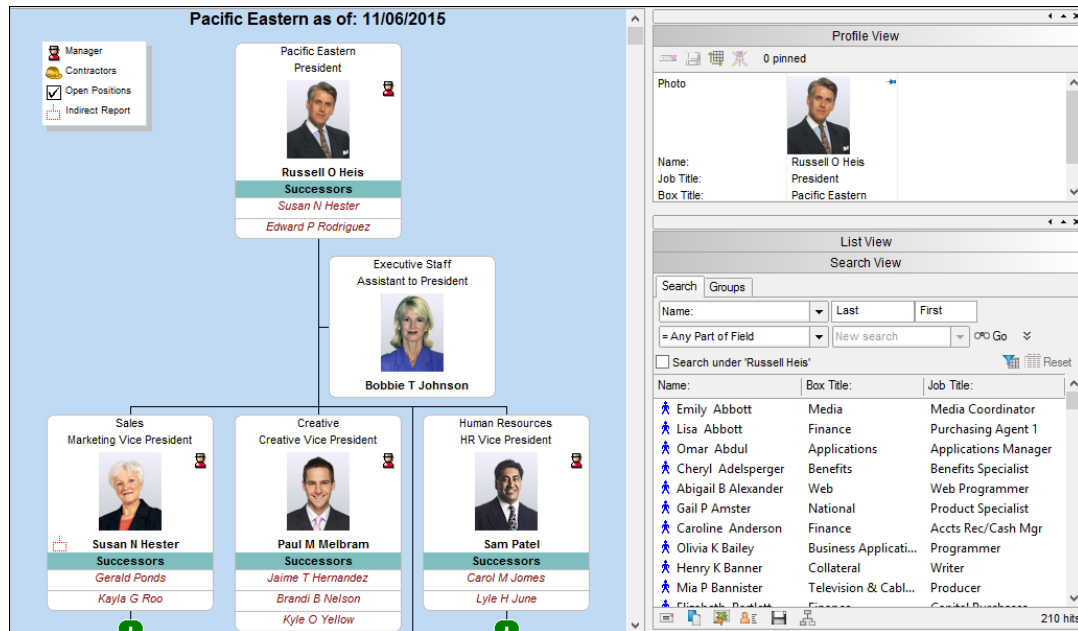 Pacific Eastern as of: 11/06/2015
Manager
Contractors
Open Positions
Indirect Report
Pacific Eastern
President
Russell O Heis
Successors
Susan N Hester
Edward P Rodriguez
Executive Staff
Assistant to President
Bobbie T Johnson
Sales
Marketing Vice President
Susan N Hester
Successors
Gerald Ponds
Kayla G Roo
Creative
Creative Vice President
Paul M Melbram
Successors
Jaime T Hernandez
Brandi B Nelson
Kyle O Yellow
Human Resources
HR Vice President
Sam Patel
Successors
Carol M Jomes
Lyle H June
Profile View
0 pinned
Photo
Name: Russell O Heis
Job Title: President
Box Title: Pacific Eastern
List View
Search View
Search Groups
Name: Last First
= Any Part of Field New search Go
Search under 'Russell Heis' Reset
Name: Box Title: Job Title:
Emily Abbott Media Media Coordinator
Lisa Abbott Finance Purchasing Agent 1
Omar Abdul Applications Applications Manager
Cheryl Adelsperger Benefits Benefits Specialist
Abigail B Alexander Web Web Programmer
Gail P Amster National Product Specialist
Caroline Anderson Finance Accts Rec/Cash Mgr
Olivia K Bailey Business Applicati... Programmer
Henry K Banner Collateral Writer
Mia P Bannister Television & Cabl... Producer
210 hits